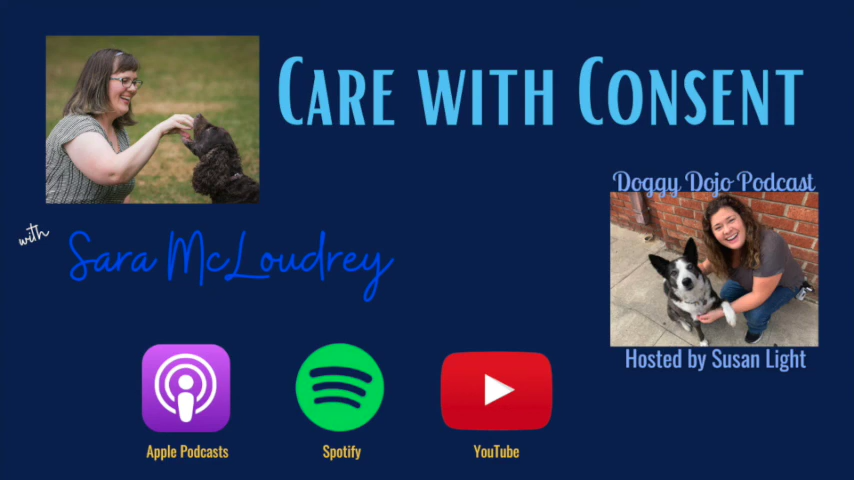 CARE WITH CONSENT
Doggy Dojo Podcast
with
Sara McLoudrey
Hosted by Susan Light
Apple Podcasts
Spotify
YouTube